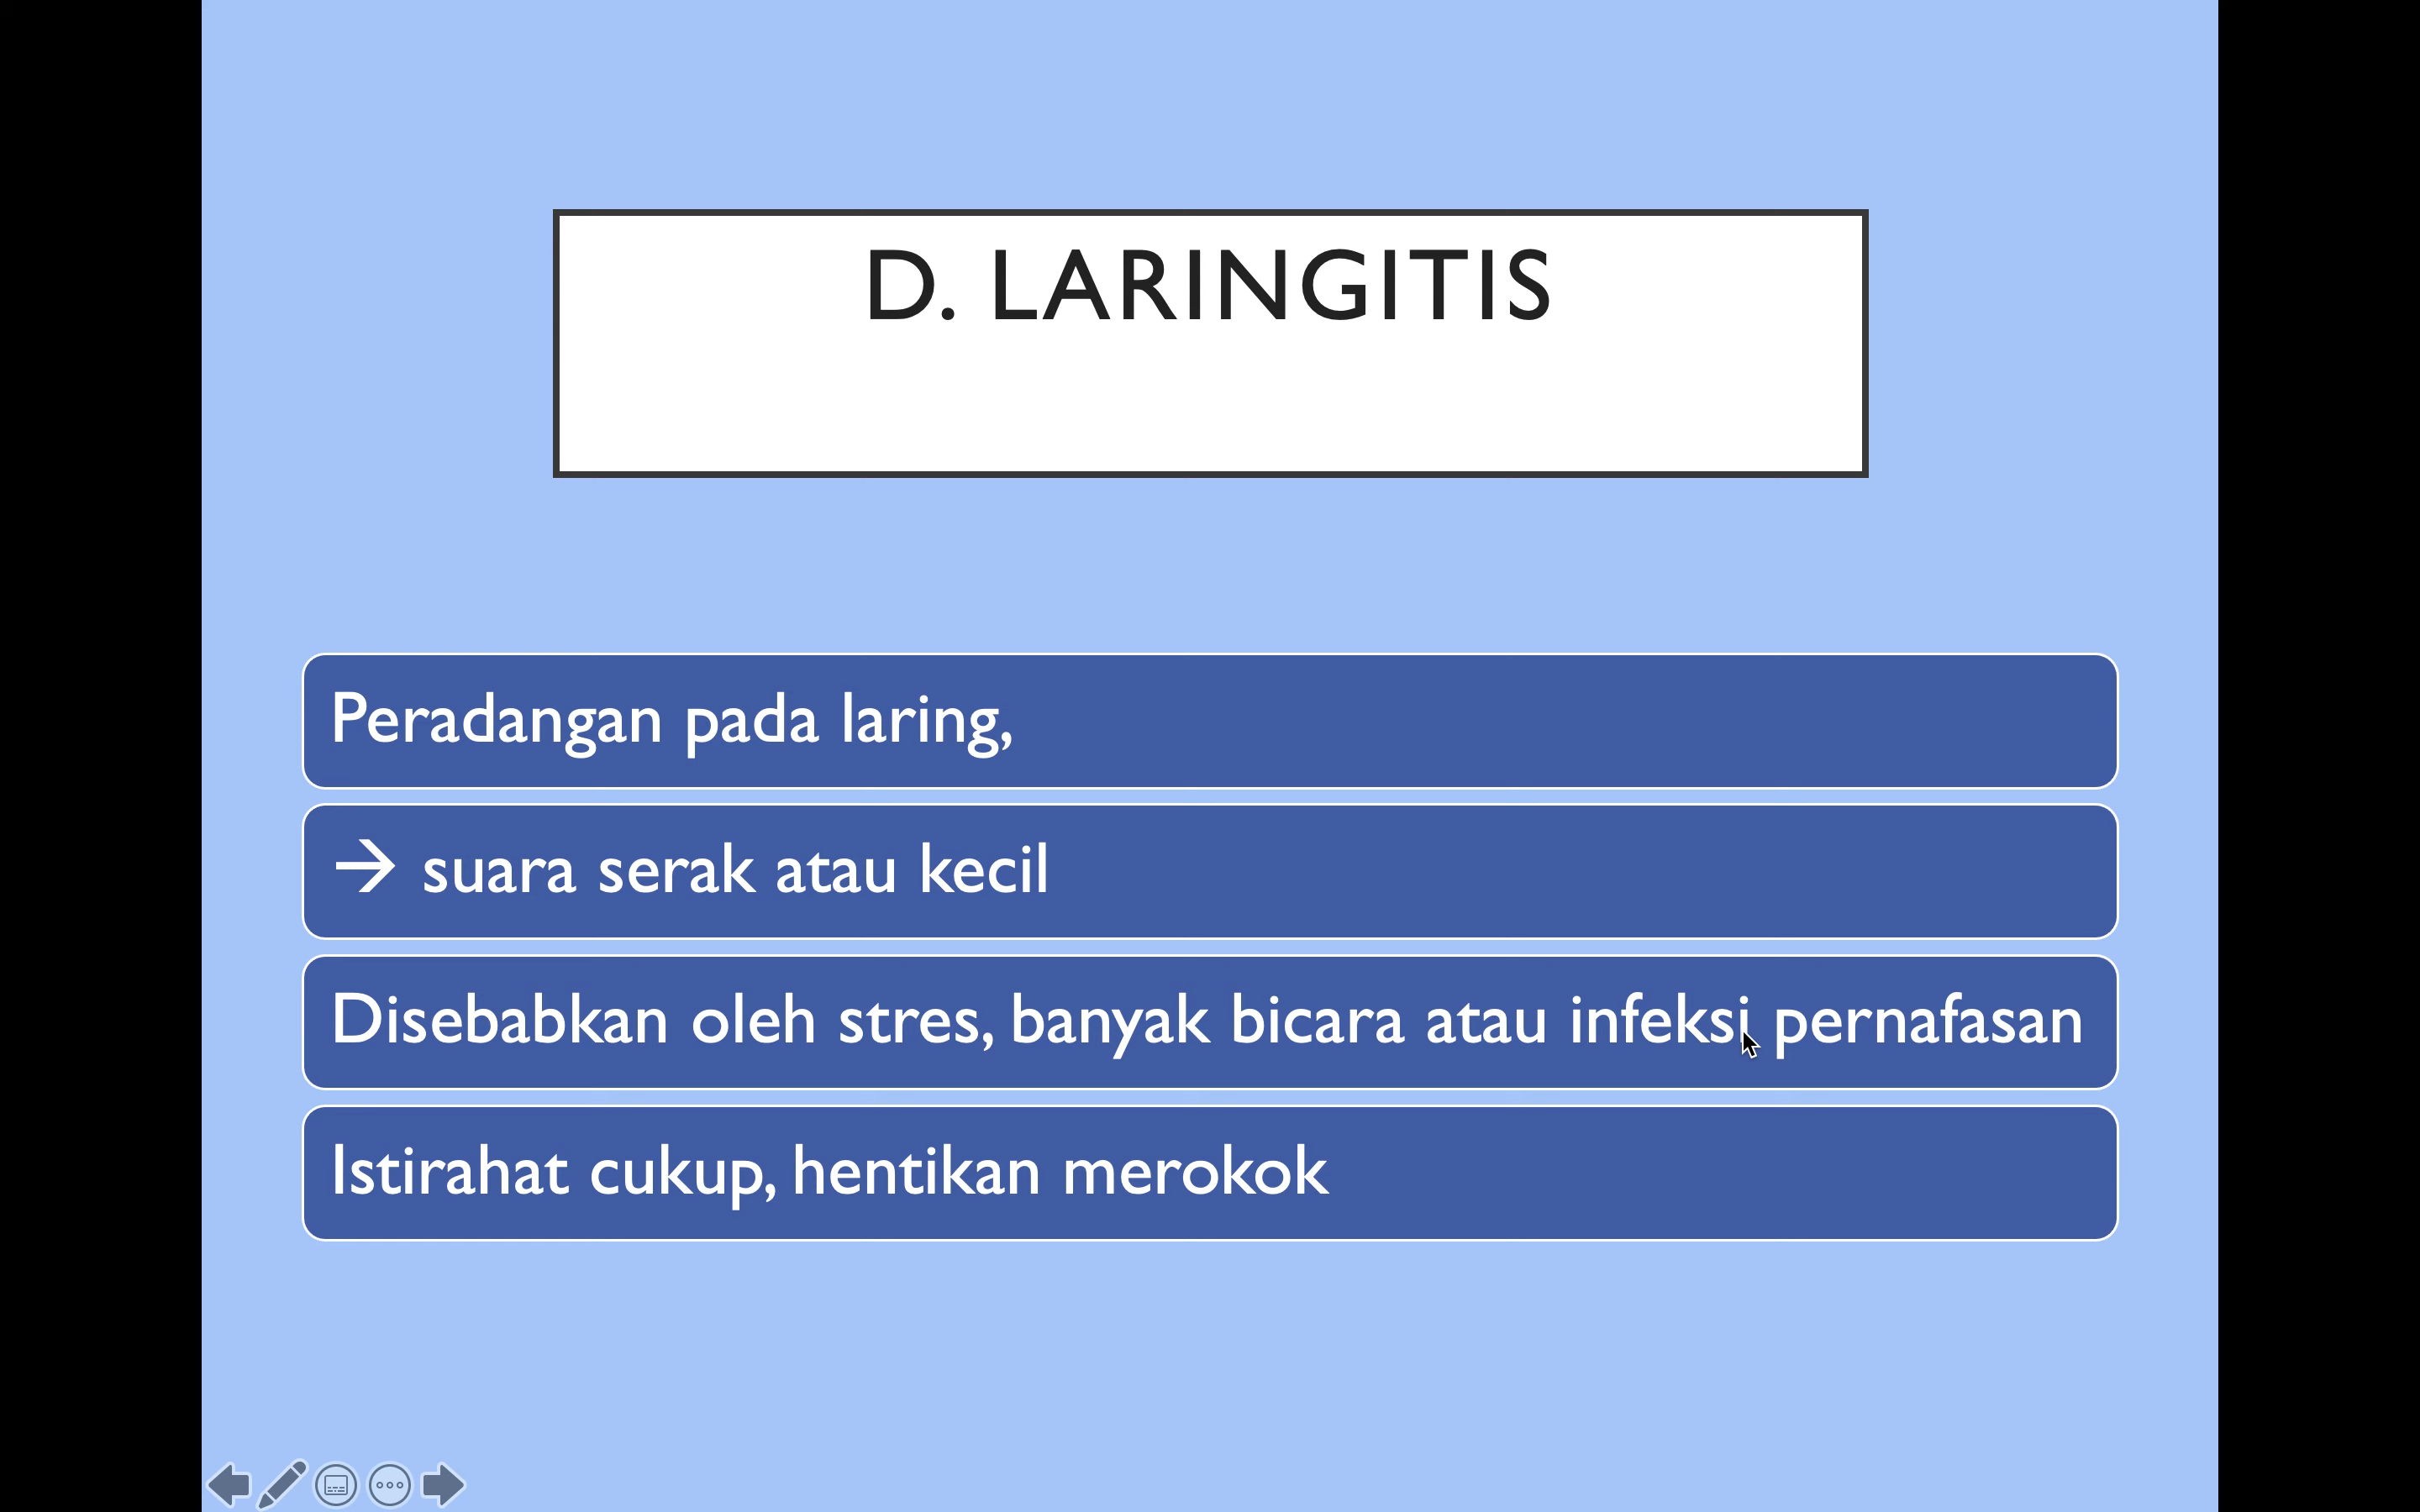 D. LARINGITIS
Peradangan pada laring,
→ suara serak atau kecil
Disebabkan oleh stres, banyak bicara atau infeksi pernafasan
Istirahat cukup, hentikan merokok